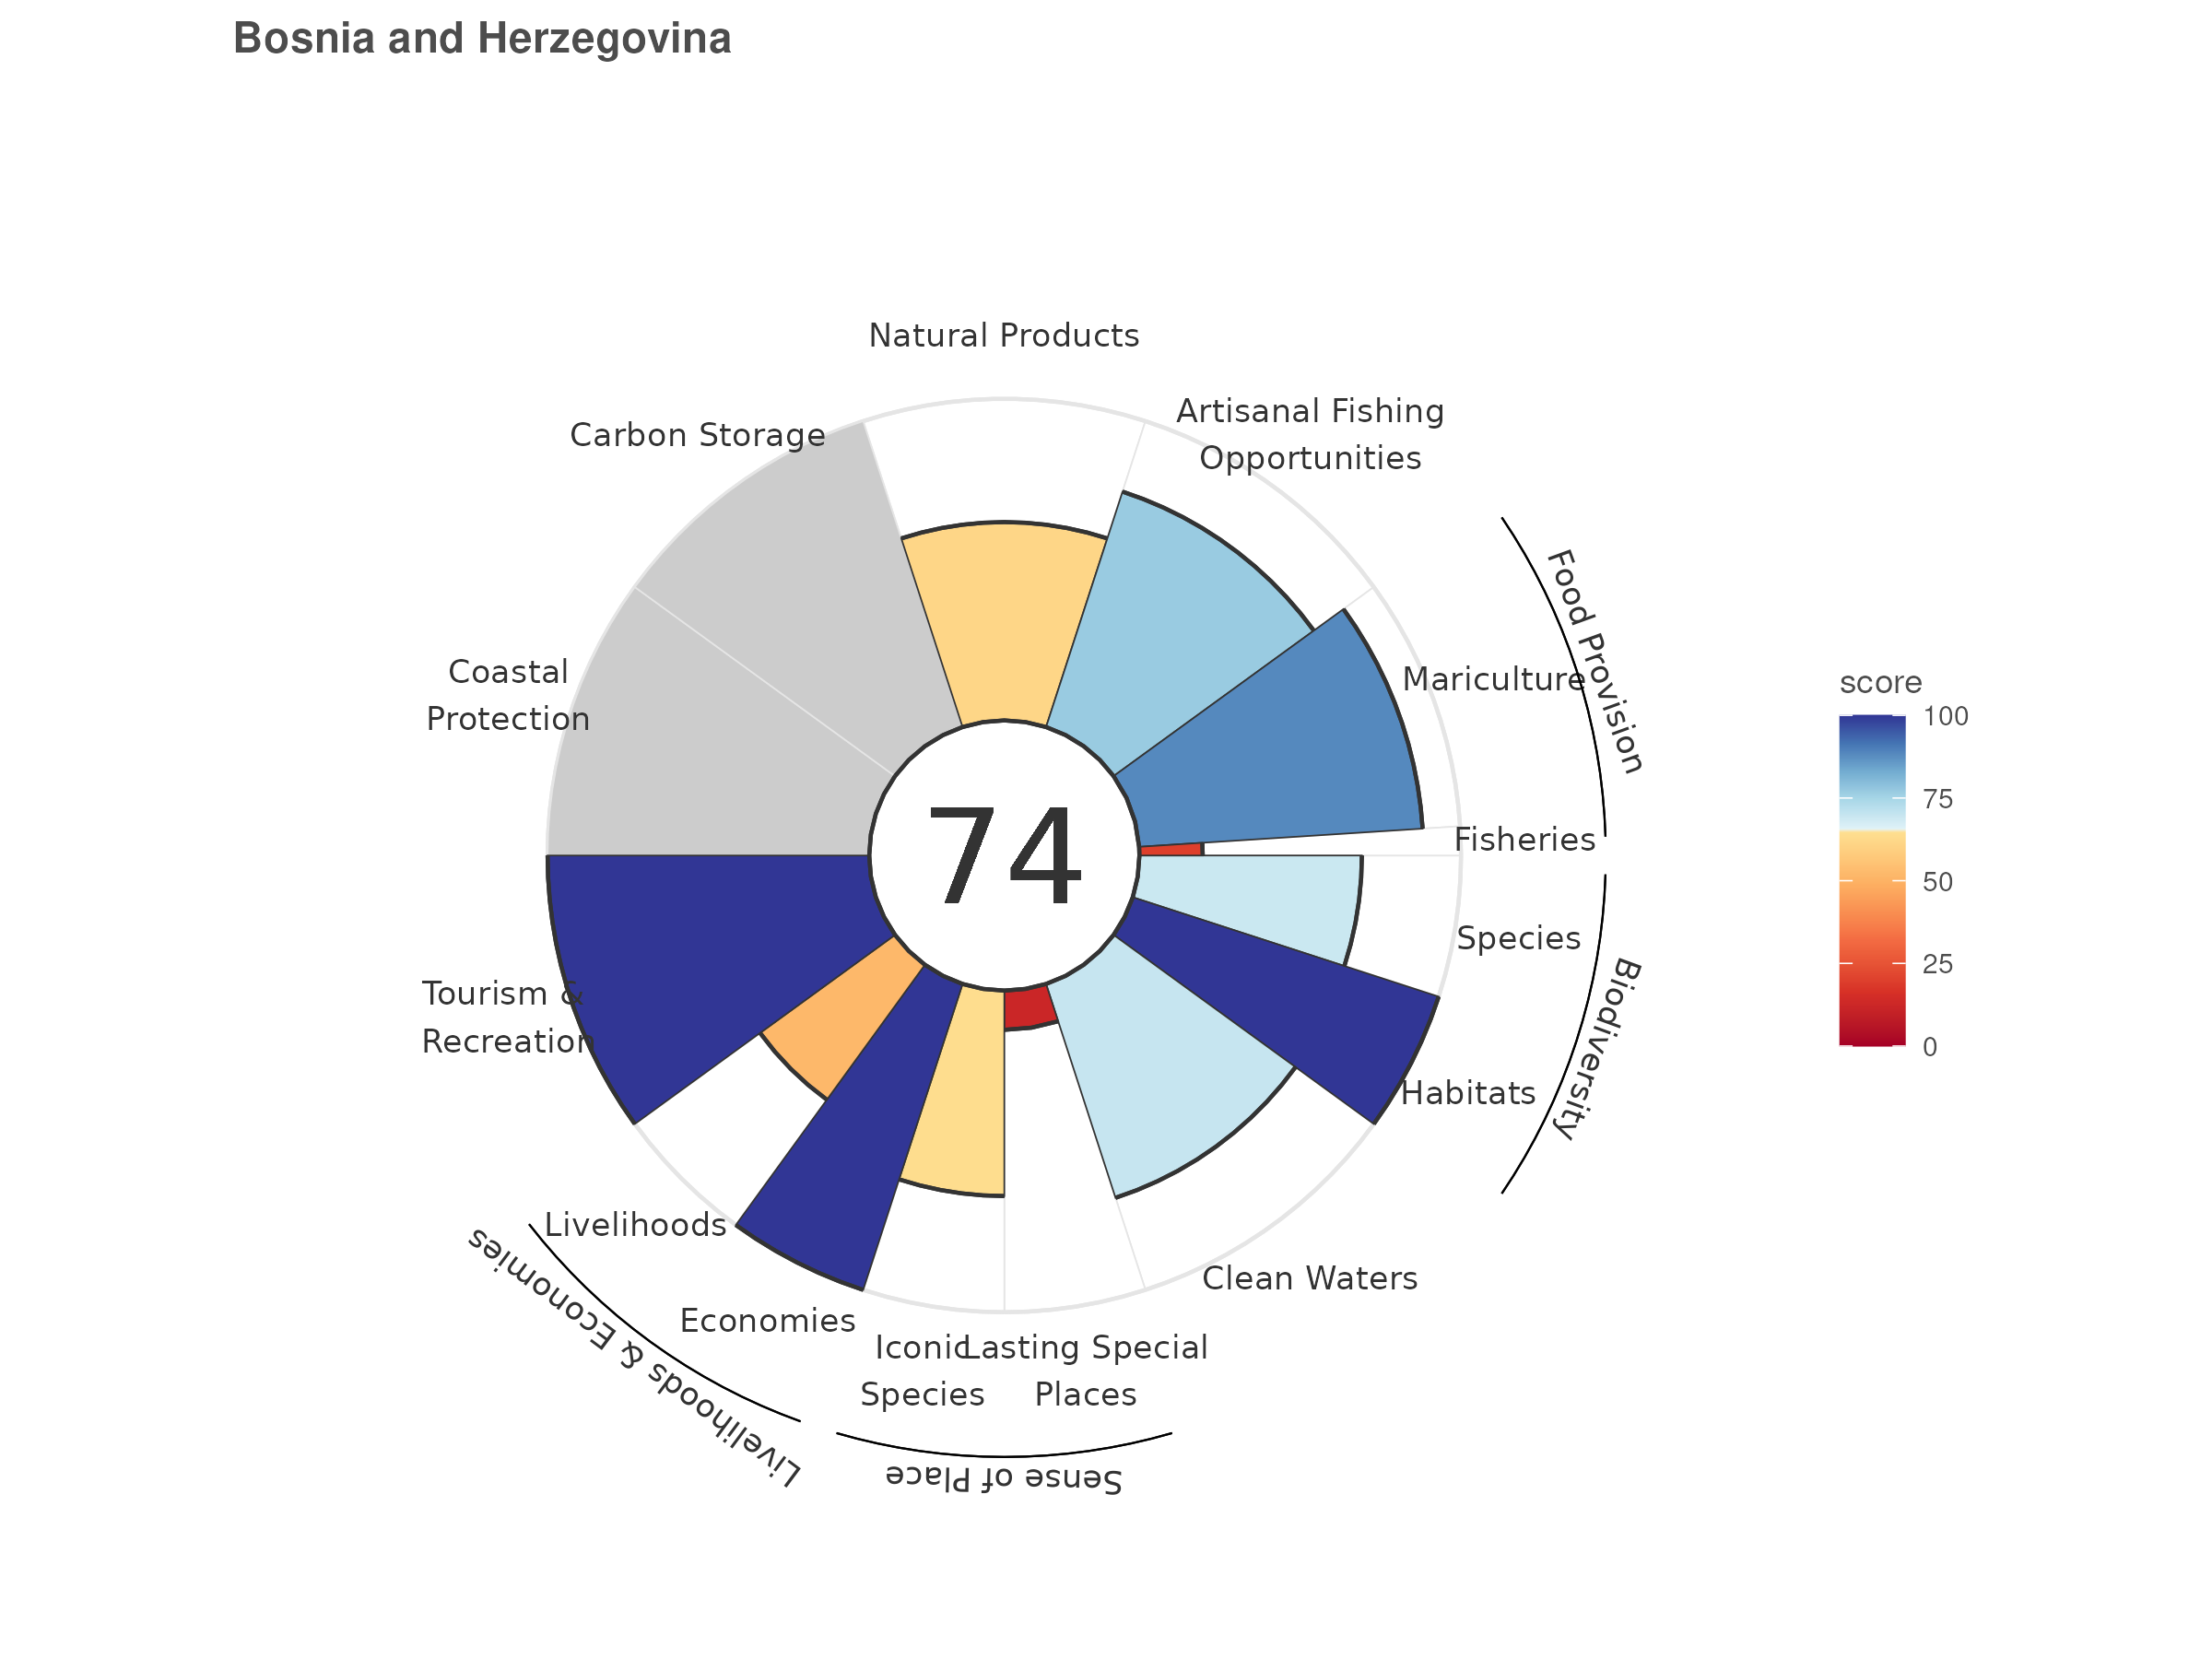 Bosnia and Herzegovina
Natural Products
Artisanal Fishing
Opportunities
Carbon Storage
Food Provision
Coastal
Protection
Mariculture
Fisheries
74
Species
Biodiversity
Tourism &
Recreation
Habitats
Livelihoods
Clean Waters
Economies
Livelihoods & Economies
Iconic
Species
Lasting Special
Places
Sense of Place
score
100
75
50
25
0